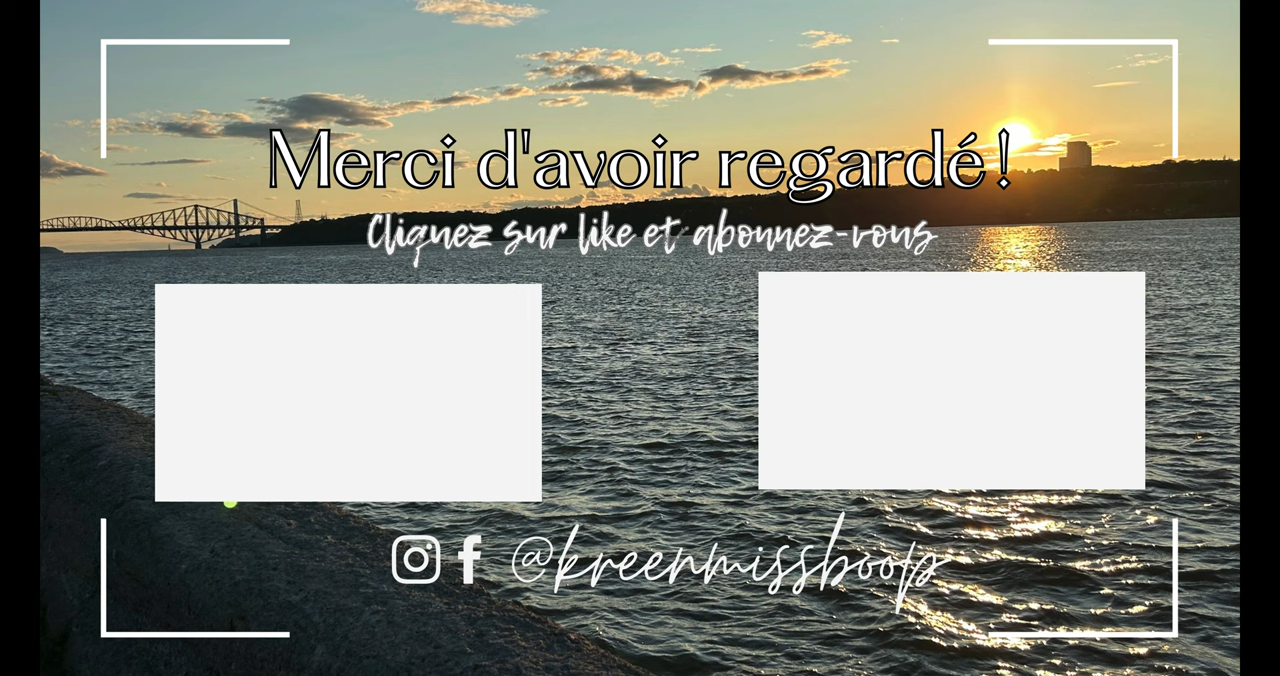 Merci d'avoir regardé !
Cliquez sur like et abonnez-vous
@kreenmissboop